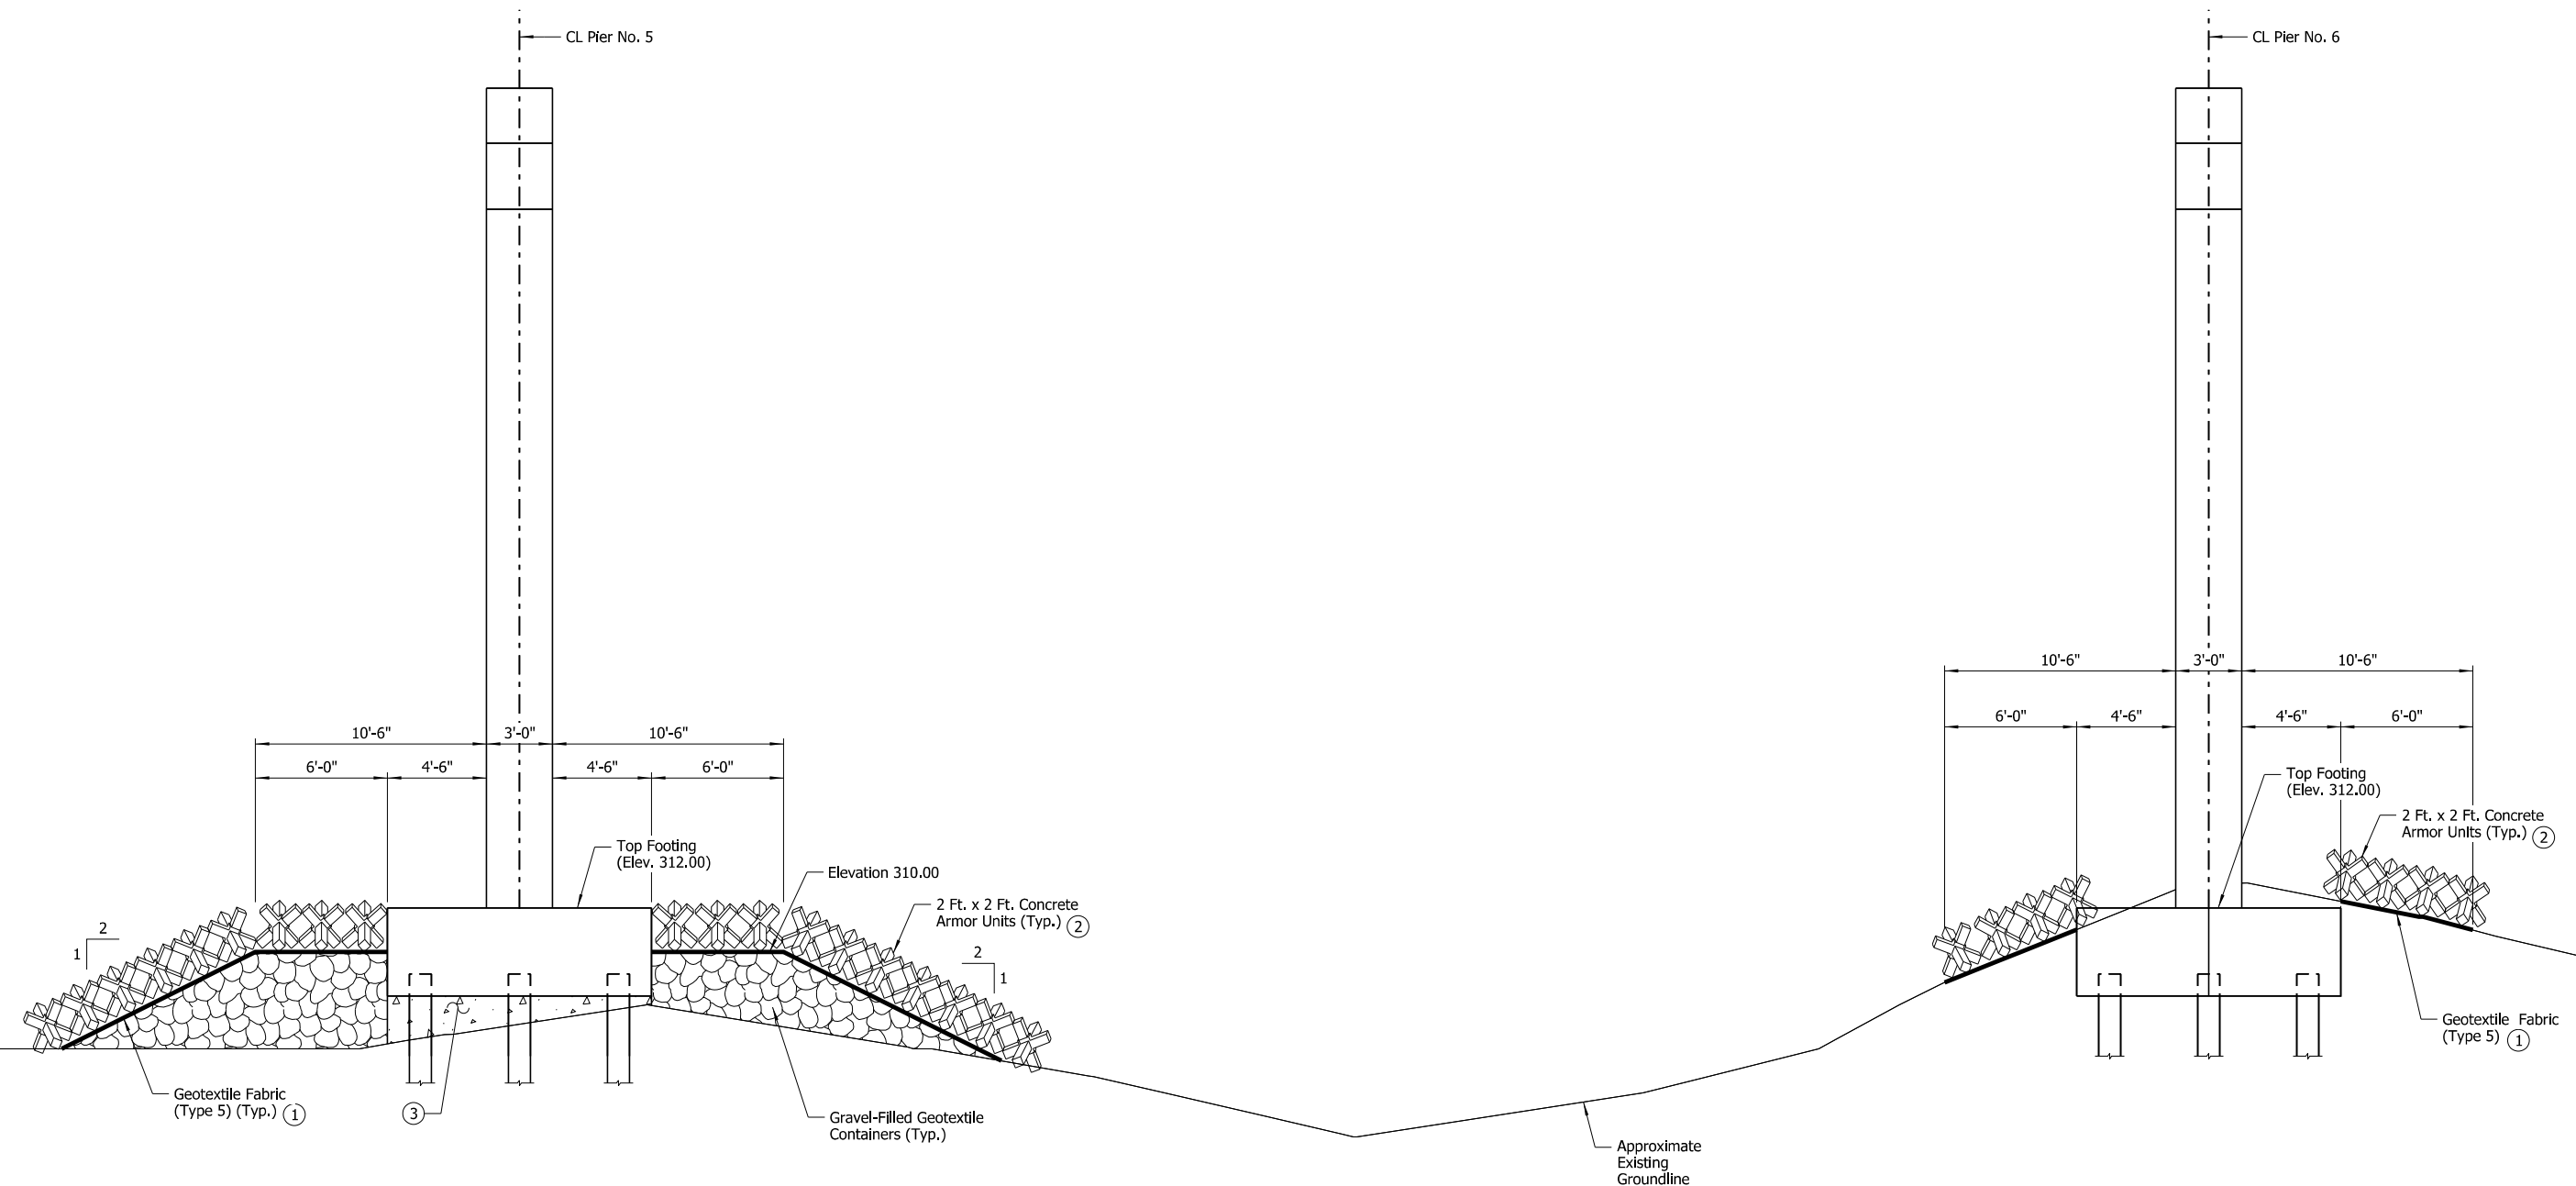 CL Pier No. 5
CL Pier No. 6
10'-6"
3'-0"
10'-6"
6'-0"
4'-6"
4'-6"
6'-0"
10'-6"
3'-0"
10'-6"
6'-0"
4'-6"
4'-6"
6'-0"
Top Footing
(Elev. 312.00)
Top Footing
(Elev. 312.00)
2 Ft. x 2 Ft. Concrete
Armor Units (Typ.) 2
Elevation 310.00
2 Ft. x 2 Ft. Concrete
Armor Units (Typ.) 2
2
1
2
1
Geotextile Fabric
(Type 5) (Typ.) 1
3
Gravel-Filled Geotextile
Containers (Typ.)
Geotextile Fabric
(Type 5) 1
Approximate
Existing
Groundline